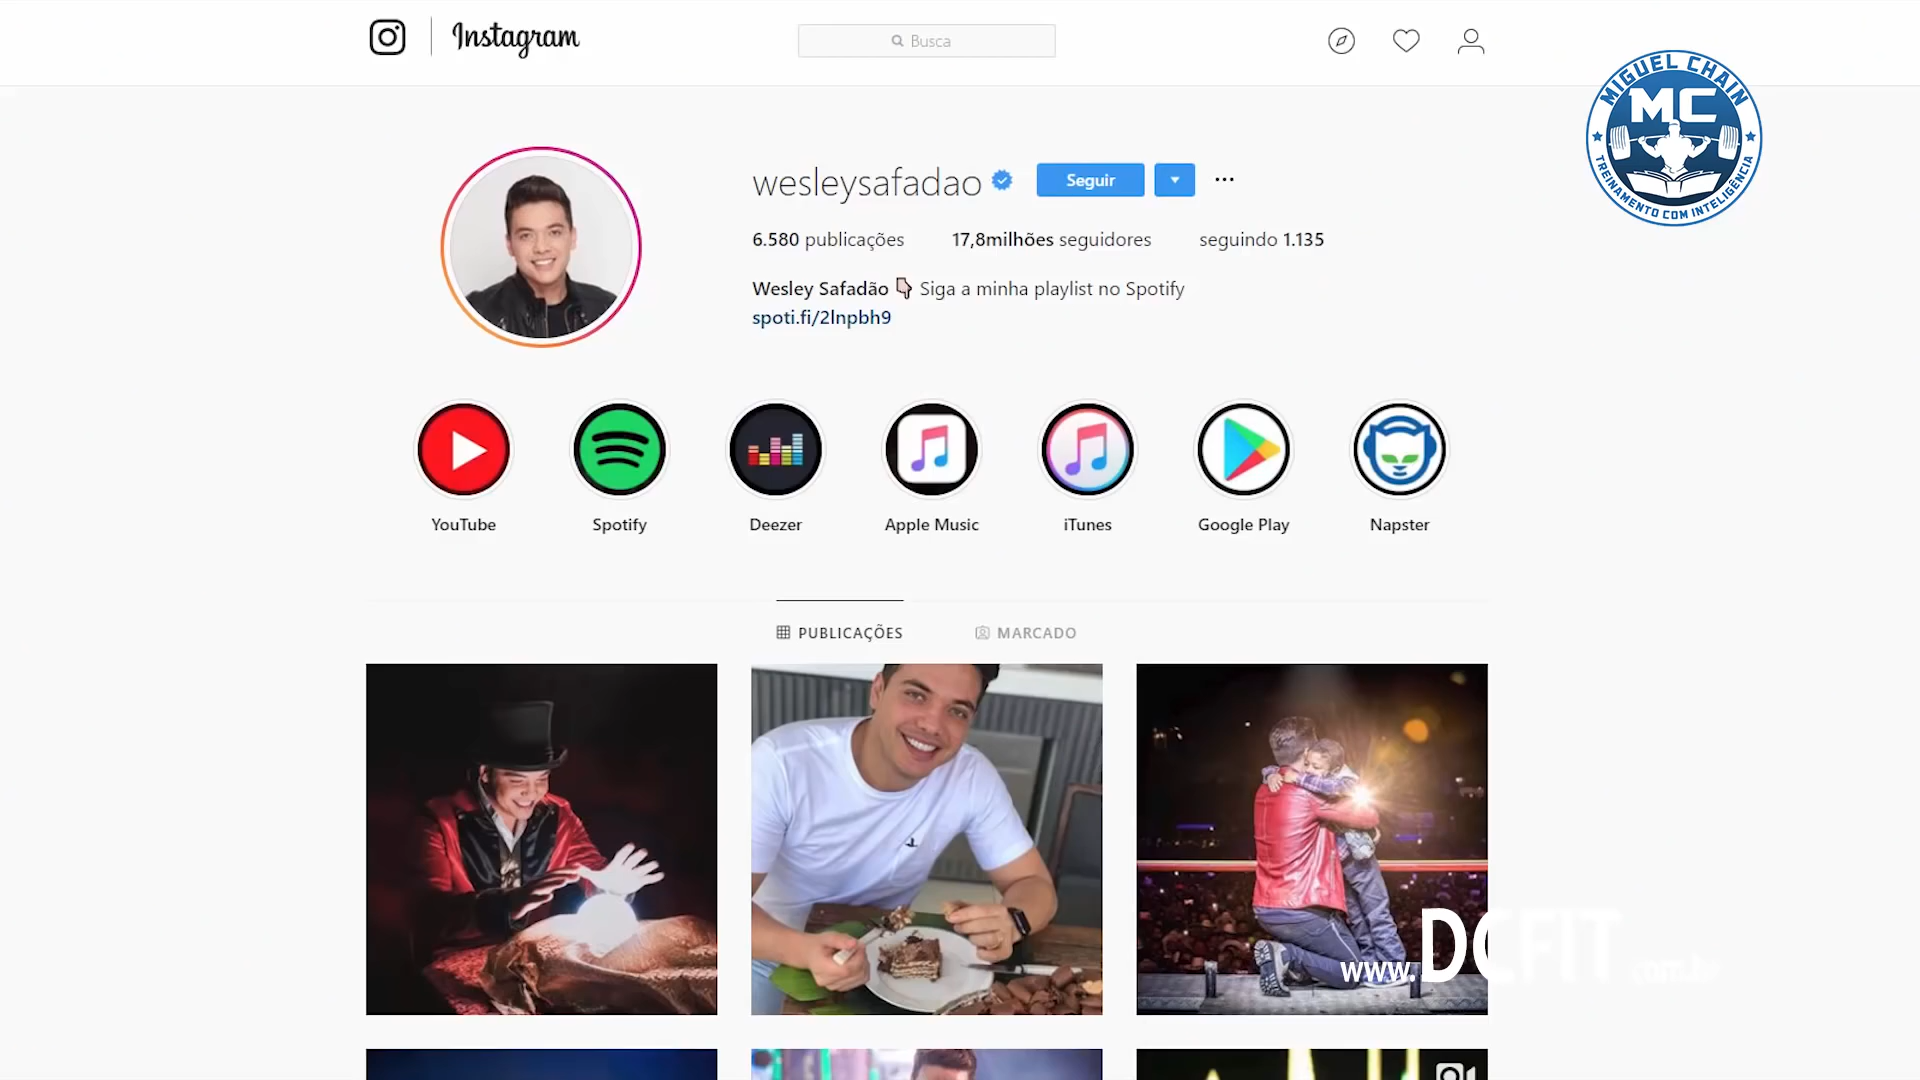 Instagram
Busca
MIGUEL CHAIN
MC
TREINAMENTO COM INTELIGÊNCIA
wesleysafadao
Seguir
6.580 publicações 17,8milhões seguidores seguindo 1.135
Wesley Safadão 👇 Siga a minha playlist no Spotify
spoti.fi/2lnpbh9
YouTube Spotify Deezer Apple Music iTunes Google Play Napster
PUBLICAÇÕES MARCADO
www.DCFIT